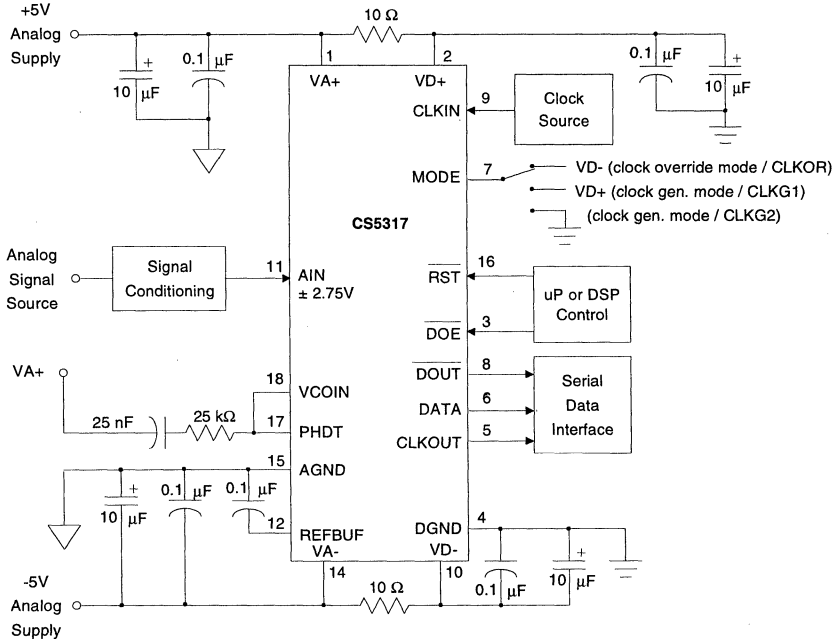 +5V
Analog
Supply
10 Ω
+
10 µF
0.1 µF
1
2
VA+
VD+
0.1 µF
+
10 µF
CLKIN
9
Clock
Source
MODE
7
VD- (clock override mode / CLKOR)
VD+ (clock gen. mode / CLKG1)
(clock gen. mode / CLKG2)
CS5317
Analog
Signal
Source
Signal
Conditioning
11
AIN
± 2.75V
RST
16
uP or DSP
Control
DOE
3
DOUT
8
DATA
6
CLKOUT
5
Serial
Data
Interface
VA+
25 nF
25 kΩ
18
VCOIN
17
PHDT
15
AGND
+
10 µF
0.1 µF
0.1 µF
12
REFBUF
VA-
14
DGND
4
VD-
10
0.1 µF
+
10 µF
10 Ω
-5V
Analog
Supply